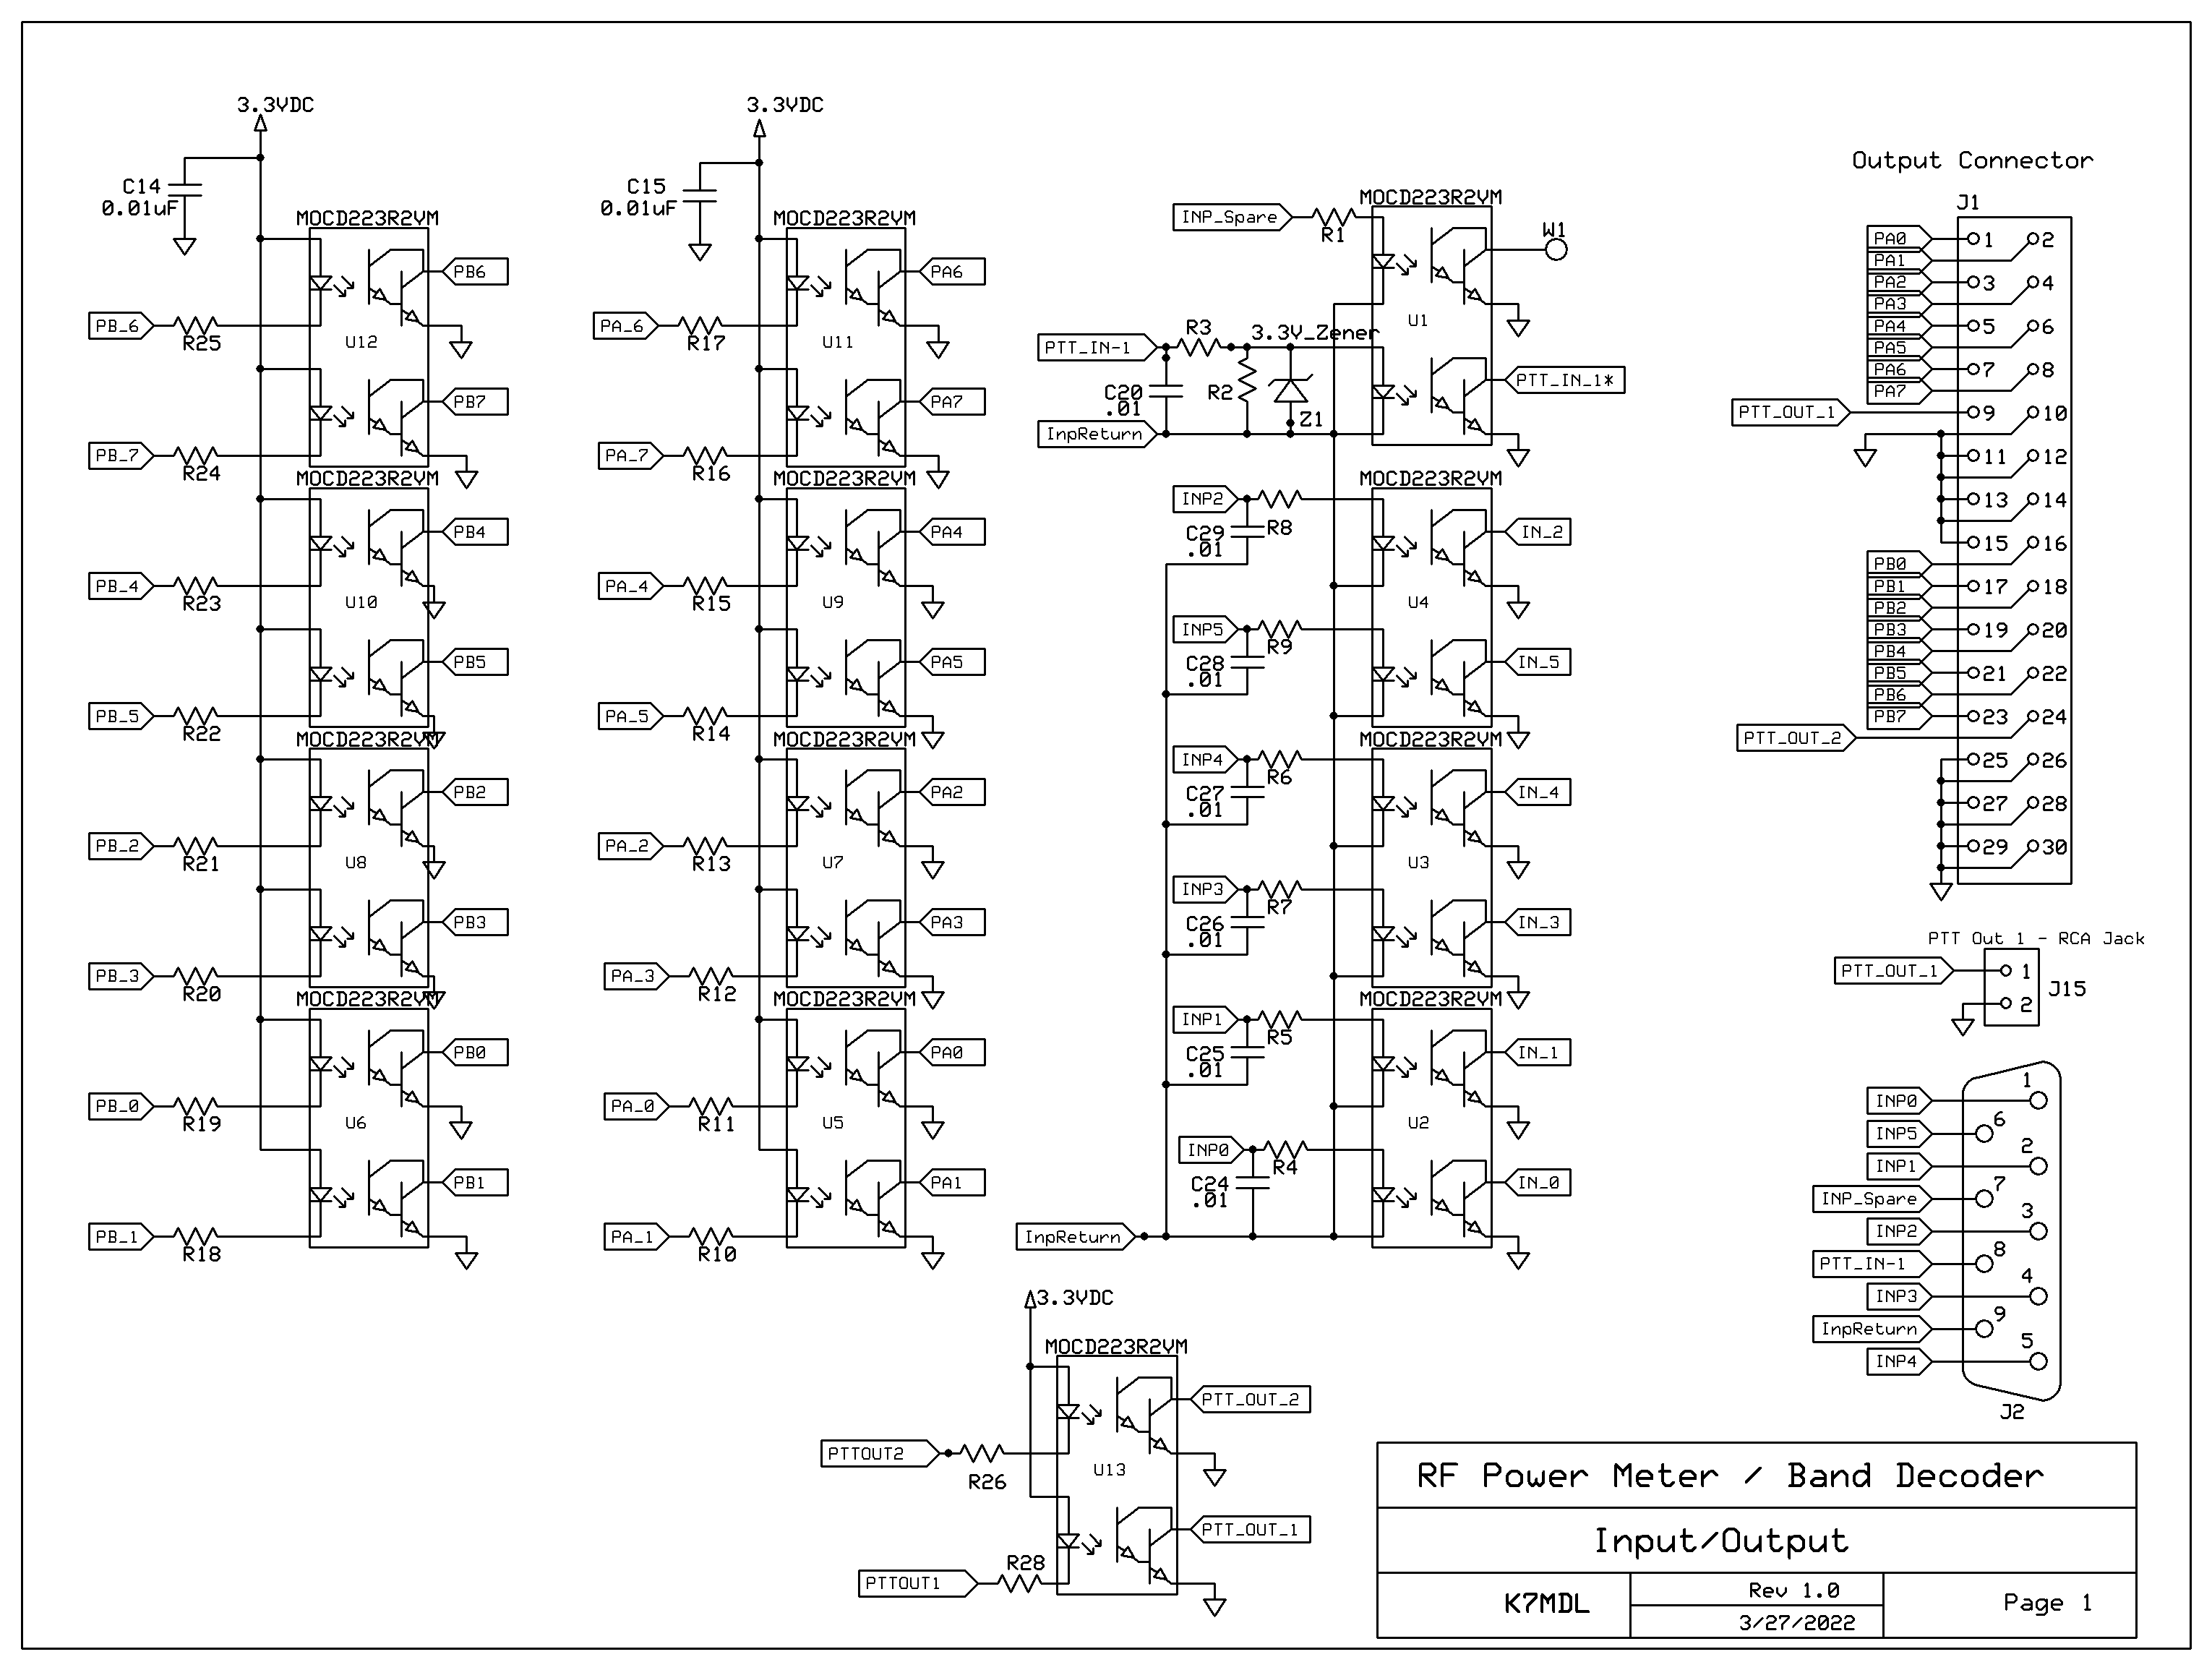 3.3VDC
C14
0.01uF
MOCD223R2VM
PB6
PB_6
R25
U12
PB7
PB_7
R24
MOCD223R2VM
PB4
PB_4
R23
U10
PB5
PB_5
R22
MOCD223R2VM
PB2
PB_2
R21
U8
PB3
PB_3
R20
MOCD223R2VM
PB0
PB_0
R19
U6
PB1
PB_1
R18
3.3VDC
C15
0.01uF
MOCD223R2VM
PA6
PA_6
R17
U11
PA7
PA_7
R16
MOCD223R2VM
PA4
PA_4
R15
U9
PA5
PA_5
R14
MOCD223R2VM
PA2
PA_2
R13
U7
PA3
PA_3
R12
MOCD223R2VM
PA0
PA_0
R11
U5
PA1
PA_1
R10
MOCD223R2VM
INP_Spare
R1
W1
U1
R3
3.3V_Zener
PTT_IN-1
C20
.01
R2
Z1
PTT_IN_1*
InpReturn
MOCD223R2VM
INP2
R8
C29
.01
IN_2
U4
INP5
R9
C28
.01
IN_5
MOCD223R2VM
INP4
R6
C27
.01
IN_4
U3
INP3
R7
C26
.01
IN_3
MOCD223R2VM
INP1
R5
C25
.01
IN_1
U2
INP0
R4
C24
.01
IN_0
InpReturn
3.3VDC
MOCD223R2VM
PTT_OUT_2
PTTOUT2
R26
U13
PTT_OUT_1
R28
PTTOUT1
Output Connector
J1
PA0 1 2
PA1
PA2 3 4
PA3
PA4 5 6
PA5
PA6 7 8
PA7
PTT_OUT_1 9 10
11 12
13 14
15 16
PB0
PB1 17 18
PB2
PB3 19 20
PB4
PB5 21 22
PB6
PB7 23 24
PTT_OUT_2
25 26
27 28
29 30
PTT Out 1 - RCA Jack
PTT_OUT_1 1
J15
2
INP0 1
INP5 6
INP1 2
INP_Spare 7
INP2 3
PTT_IN-1 8
INP3 4
InpReturn 9
INP4 5
J2
RF Power Meter / Band Decoder
Input/Output
K7MDL
Rev 1.0
3/27/2022
Page 1